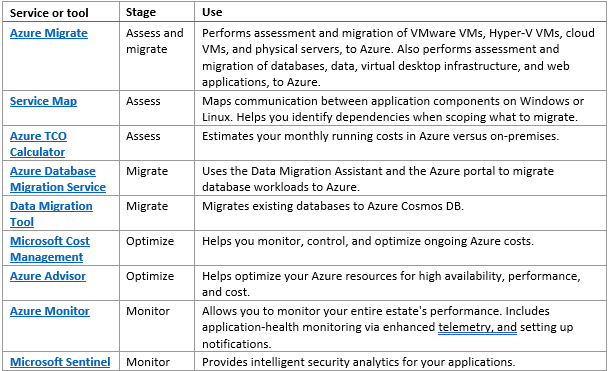 Service or tool Stage Use
Azure Migrate Assess and migrate Performs assessment and migration of VMware VMs, Hyper-V VMs, cloud
VMs, and physical servers, to Azure. Also performs assessment and
migration of databases, data, virtual desktop infrastructure, and web
applications, to Azure.
Service Map Assess Maps communication between application components on Windows or
Linux. Helps you identify dependencies when scoping what to migrate.
Azure TCO
Calculator Assess Estimates your monthly running costs in Azure versus on-premises.
Azure Database
Migration Service Migrate Uses the Data Migration Assistant and the Azure portal to migrate
database workloads to Azure.
Data Migration
Tool Migrate Migrates existing databases to Azure Cosmos DB.
Microsoft Cost
Management Optimize Helps you monitor, control, and optimize ongoing Azure costs.
Azure Advisor Optimize Helps optimize your Azure resources for high availability, performance,
and cost.
Azure Monitor Monitor Allows you to monitor your entire estate's performance. Includes
application-health monitoring via enhanced telemetry, and setting up
notifications.
Microsoft Sentinel Monitor Provides intelligent security analytics for your applications.